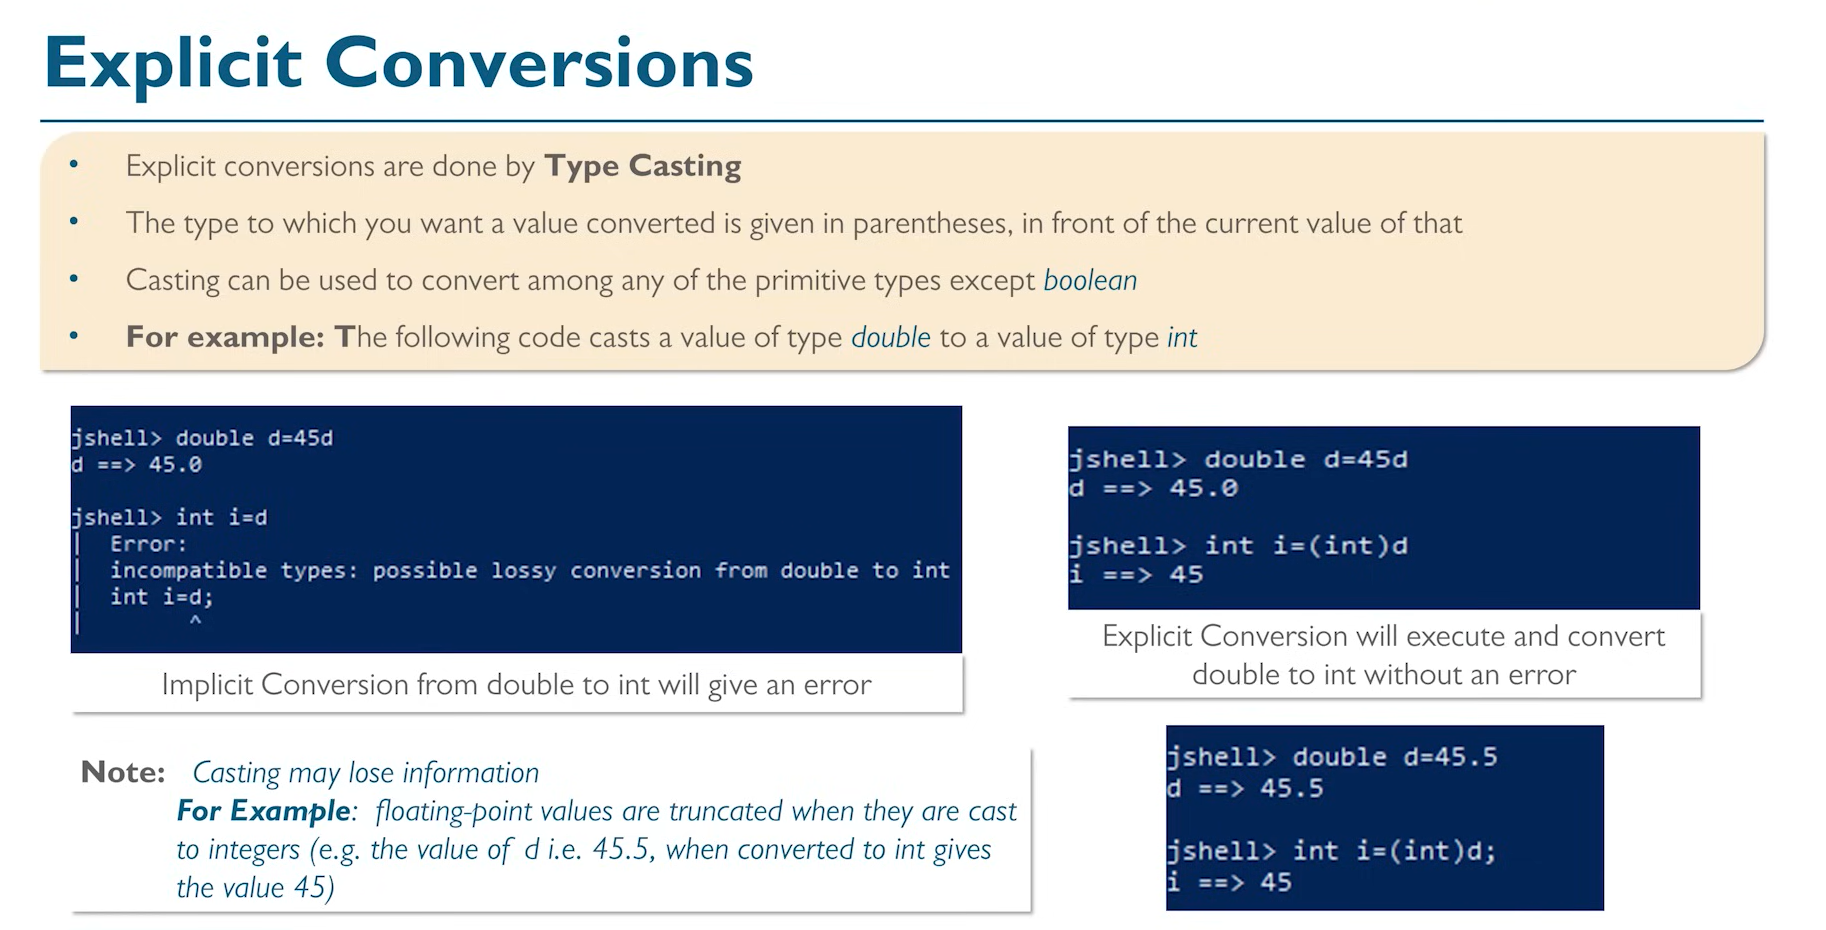 Explicit Conversions
• Explicit conversions are done by Type Casting
• The type to which you want a value converted is given in parentheses, in front of the current value of that
• Casting can be used to convert among any of the primitive types except boolean
• For example: The following code casts a value of type double to a value of type int
jshell> double d=45d
d ==> 45.0
jshell> int i=d
|  Error:
|  incompatible types: possible lossy conversion from double to int
|  int i=d;
|        ^
Implicit Conversion from double to int will give an error
jshell> double d=45d
d ==> 45.0
jshell> int i=(int)d
i ==> 45
Explicit Conversion will execute and convert
double to int without an error
Note: Casting may lose information
For Example: floating-point values are truncated when they are cast
to integers (e.g. the value of d i.e. 45.5, when converted to int gives
the value 45)
jshell> double d=45.5
d ==> 45.5
jshell> int i=(int)d;
i ==> 45